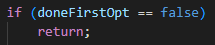 if (doneFirstOpt == false)
    return;